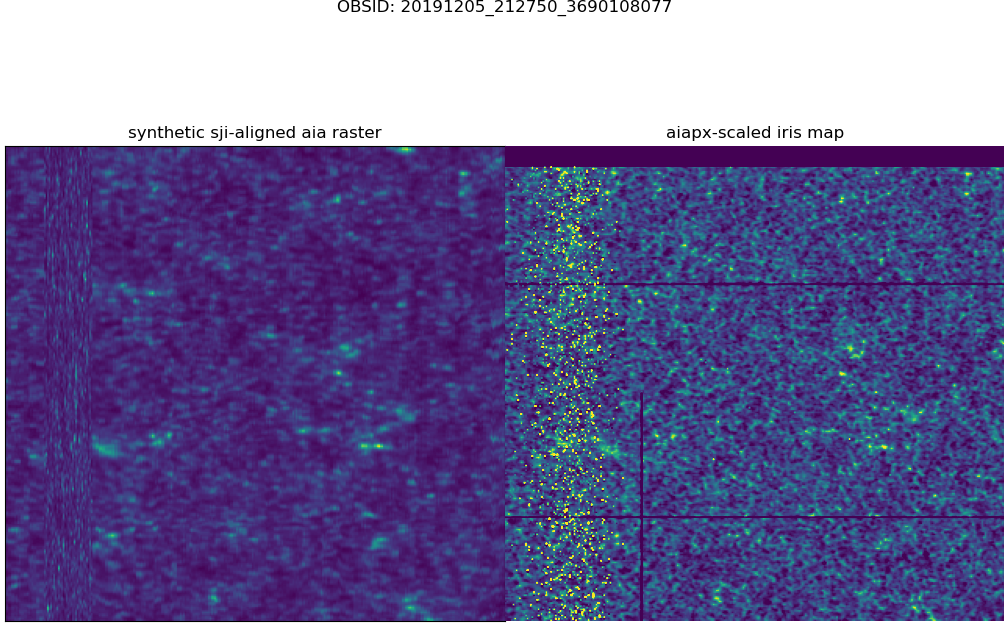 OBSID: 20191205_212750_3690108077
synthetic sji-aligned aia raster
aiapx-scaled iris map